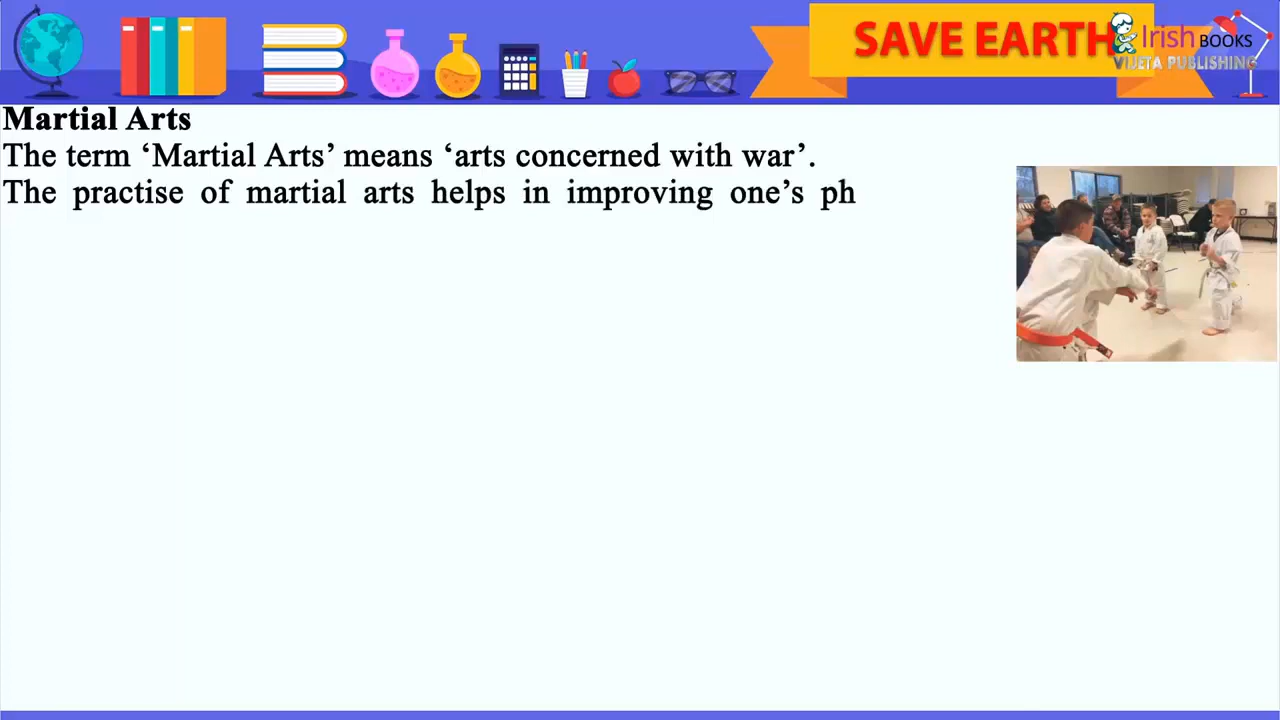 SAVE EARTH
Irish BOOKS
VIJETA PUBLISHING
Martial Arts
The term ‘Martial Arts’ means ‘arts concerned with war’.
The practise of martial arts helps in improving one’s ph